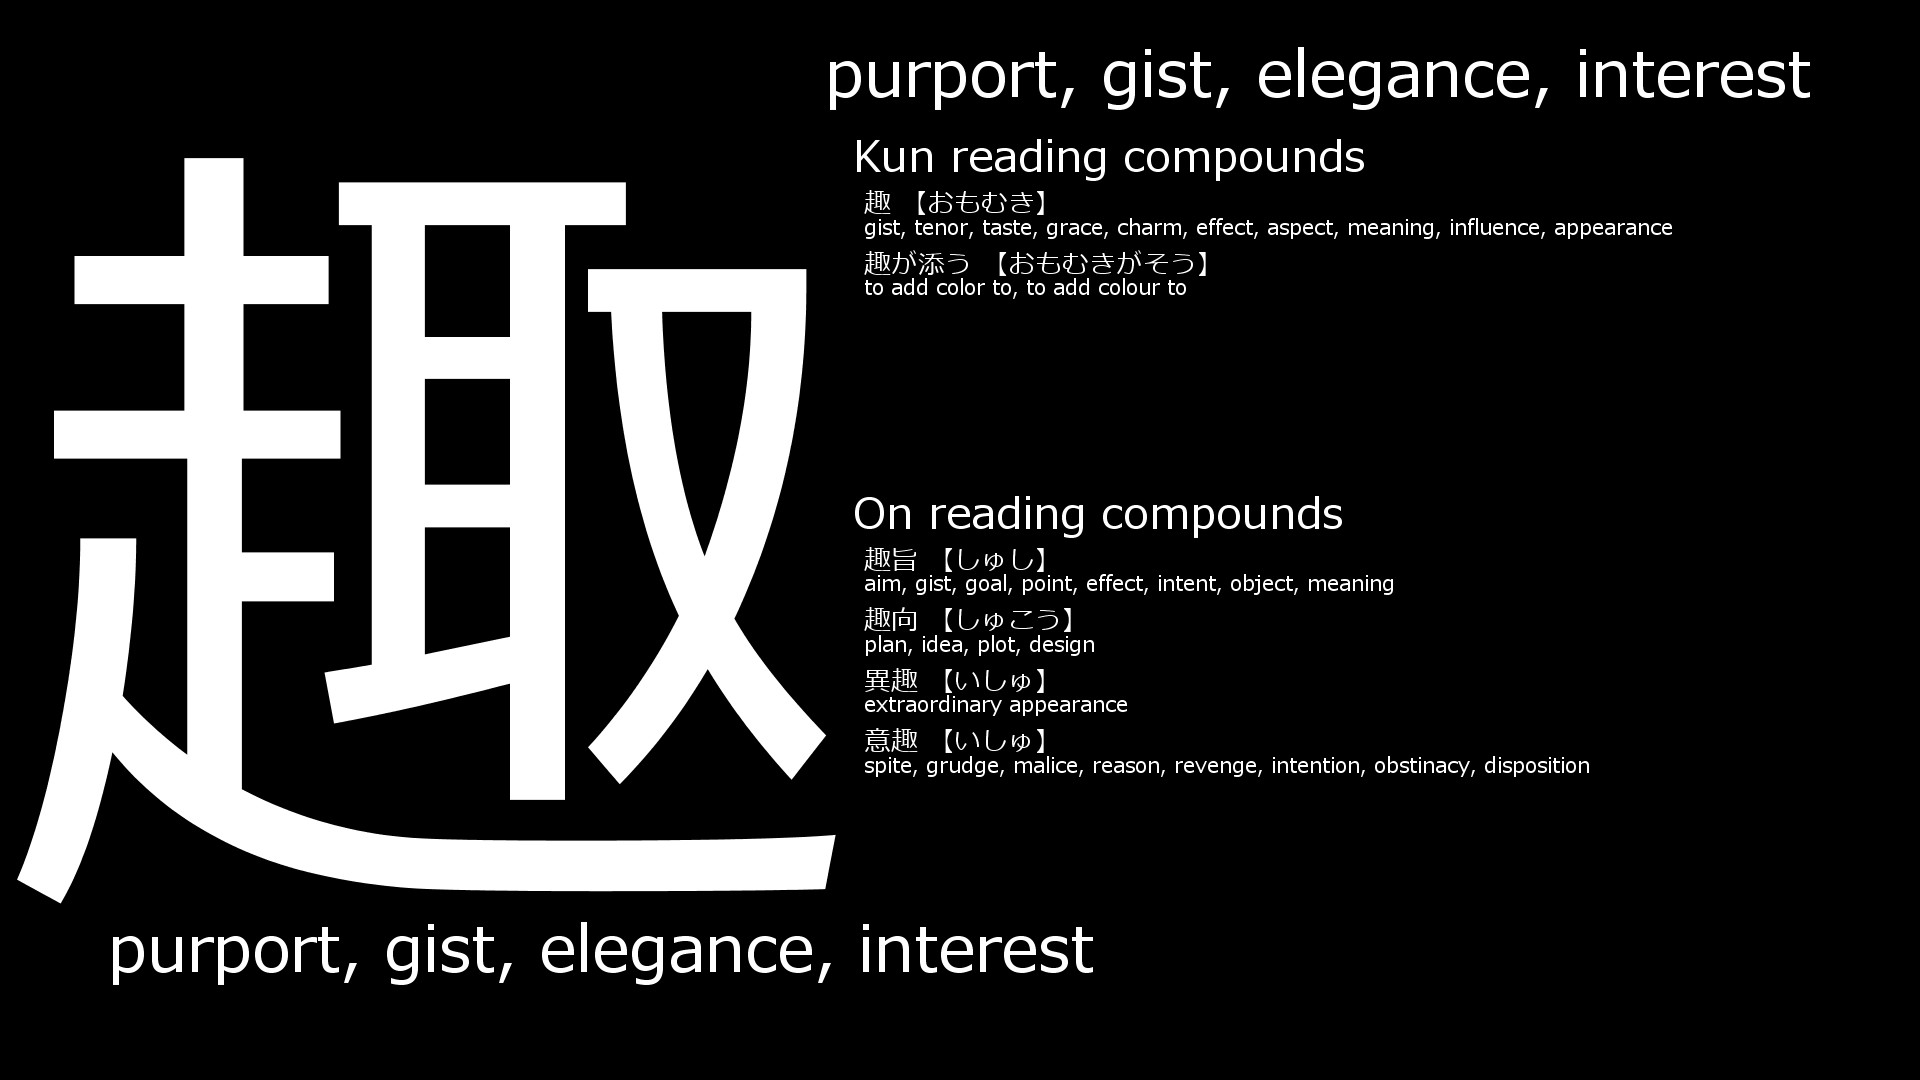 趣
purport, gist, elegance, interest
Kun reading compounds
趣 【おもむき】
gist, tenor, taste, grace, charm, effect, aspect, meaning, influence, appearance
趣が添う 【おもむきがそう】
to add color to, to add colour to
On reading compounds
趣旨 【しゅし】
aim, gist, goal, point, effect, intent, object, meaning
趣向 【しゅこう】
plan, idea, plot, design
異趣 【いしゅ】
extraordinary appearance
意趣 【いしゅ】
spite, grudge, malice, reason, revenge, intention, obstinacy, disposition
purport, gist, elegance, interest